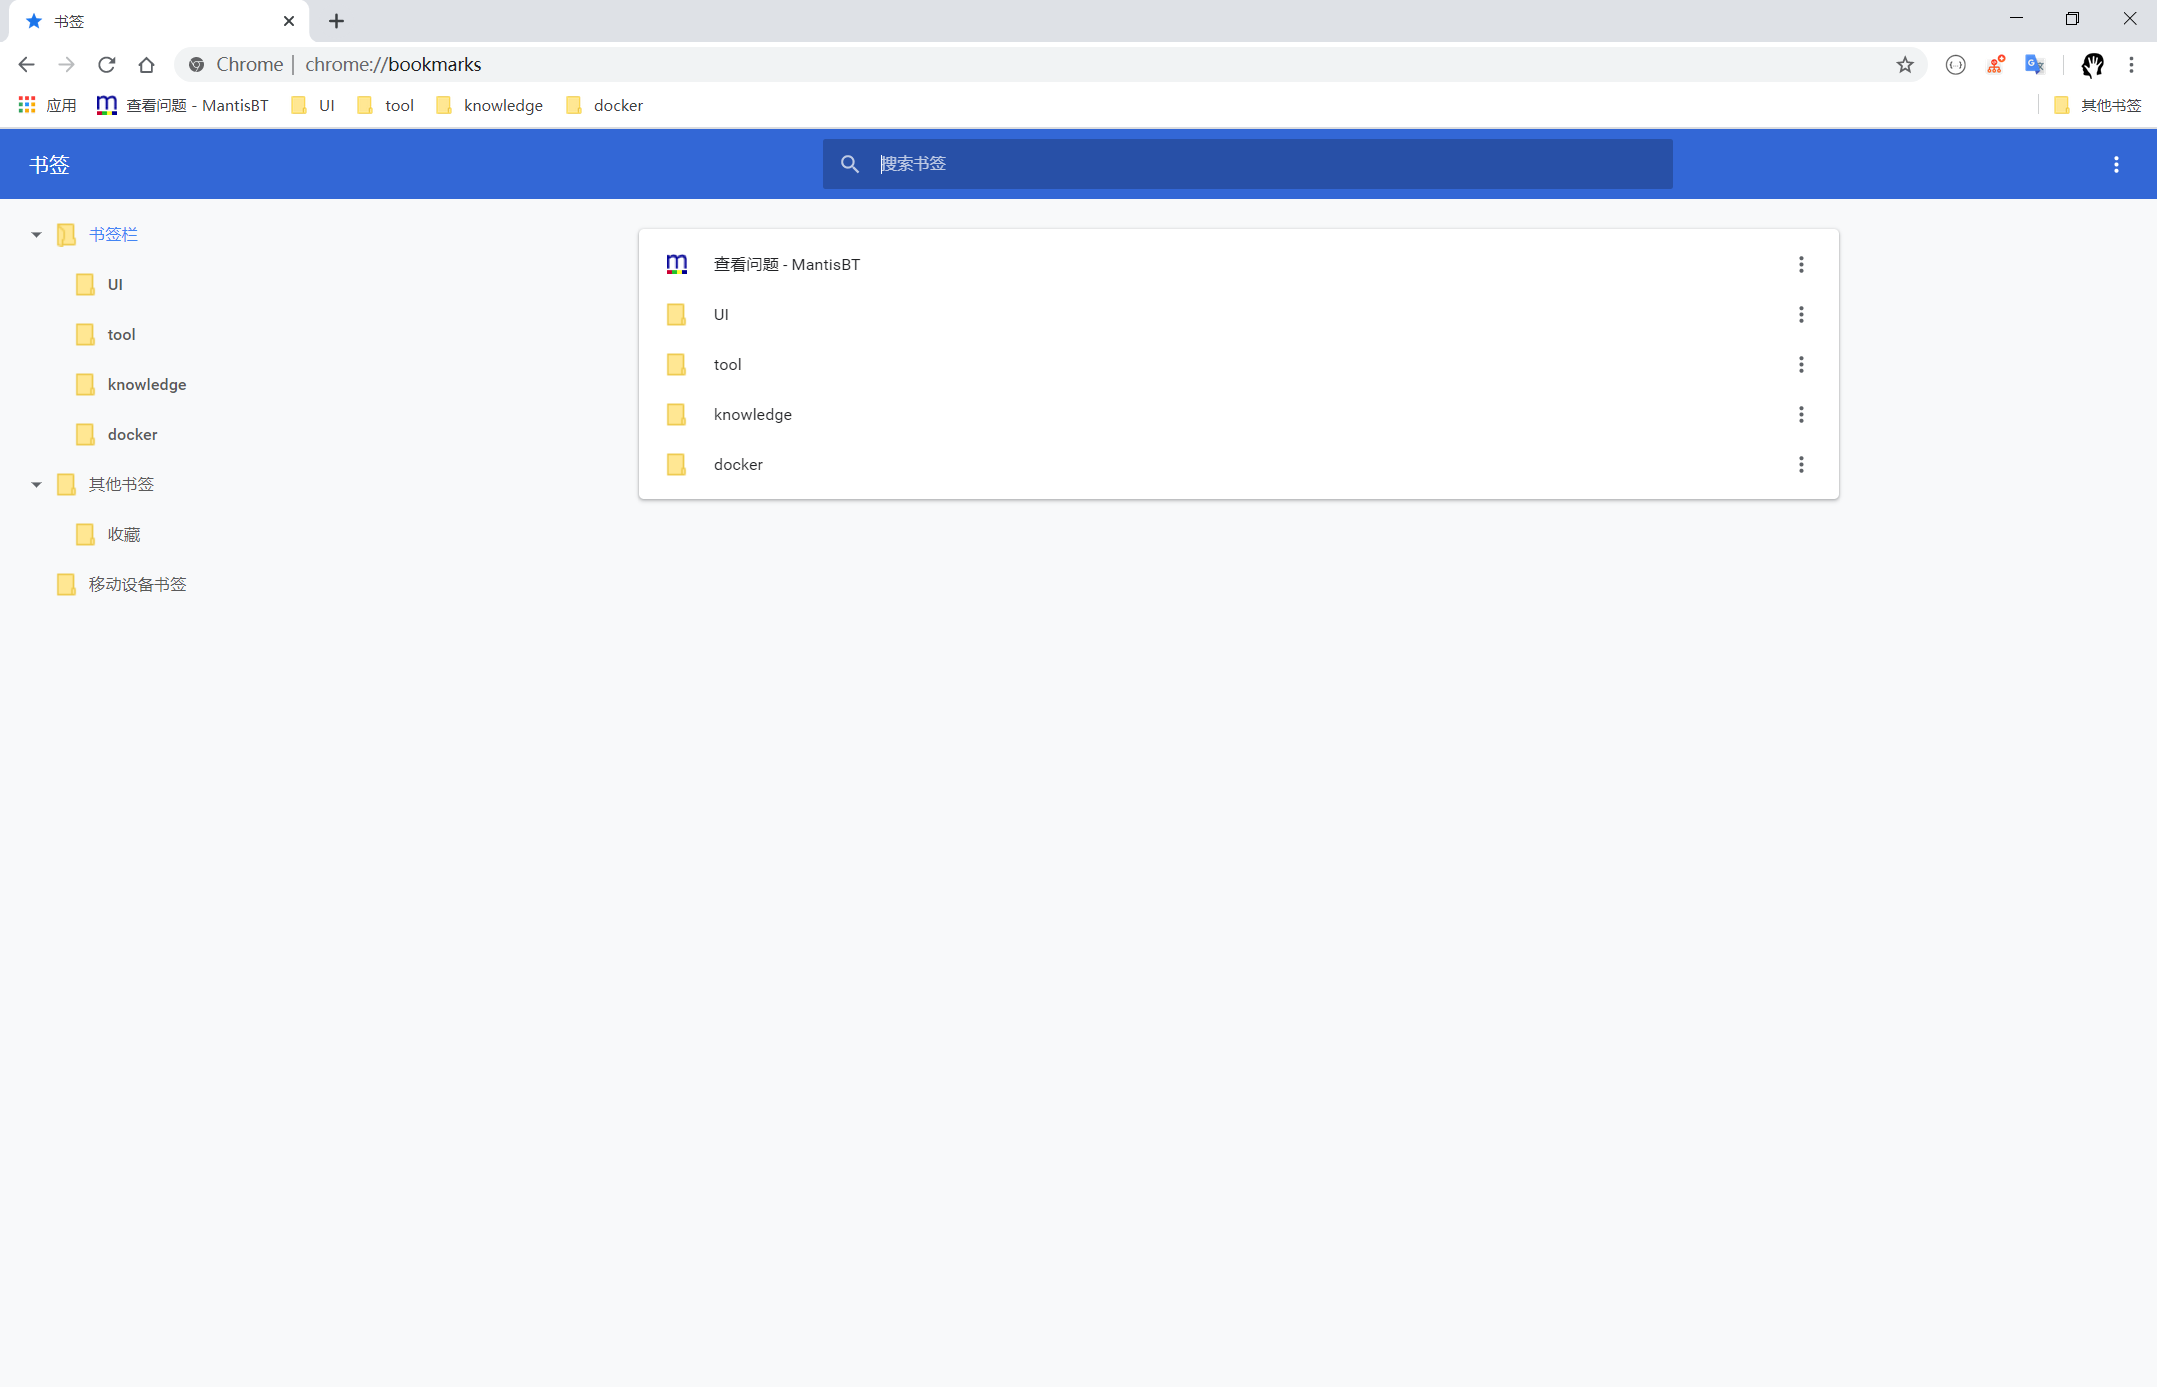 书签
Chrome | chrome://bookmarks
应用 查看问题 - MantisBT UI tool knowledge docker 其他书签
书签 搜索书签
书签栏
UI
tool
knowledge
docker
其他书签
收藏
移动设备书签
查看问题 - MantisBT
UI
tool
knowledge
docker